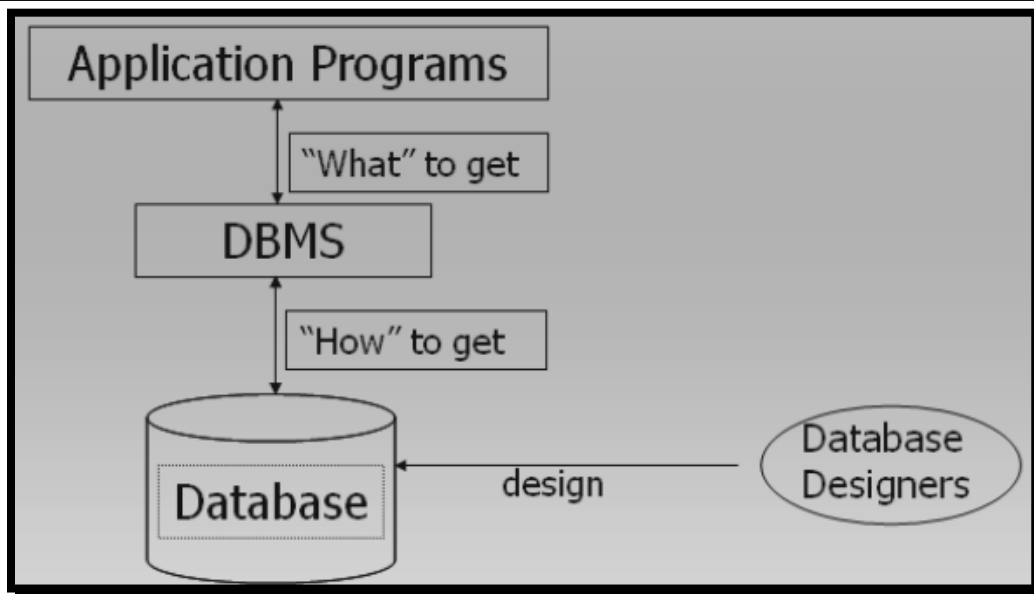 Application Programs
“What” to get
DBMS
“How” to get
Database
design
Database
Designers